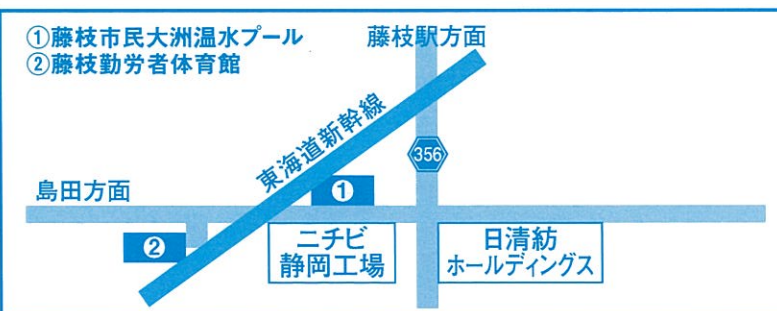 ①藤枝市民大洲温水プール
②藤枝勤労者体育館
藤枝駅方面
東海道新幹線
356
島田方面
❶
❷
ニチビ
静岡工場
日清紡
ホールディングス